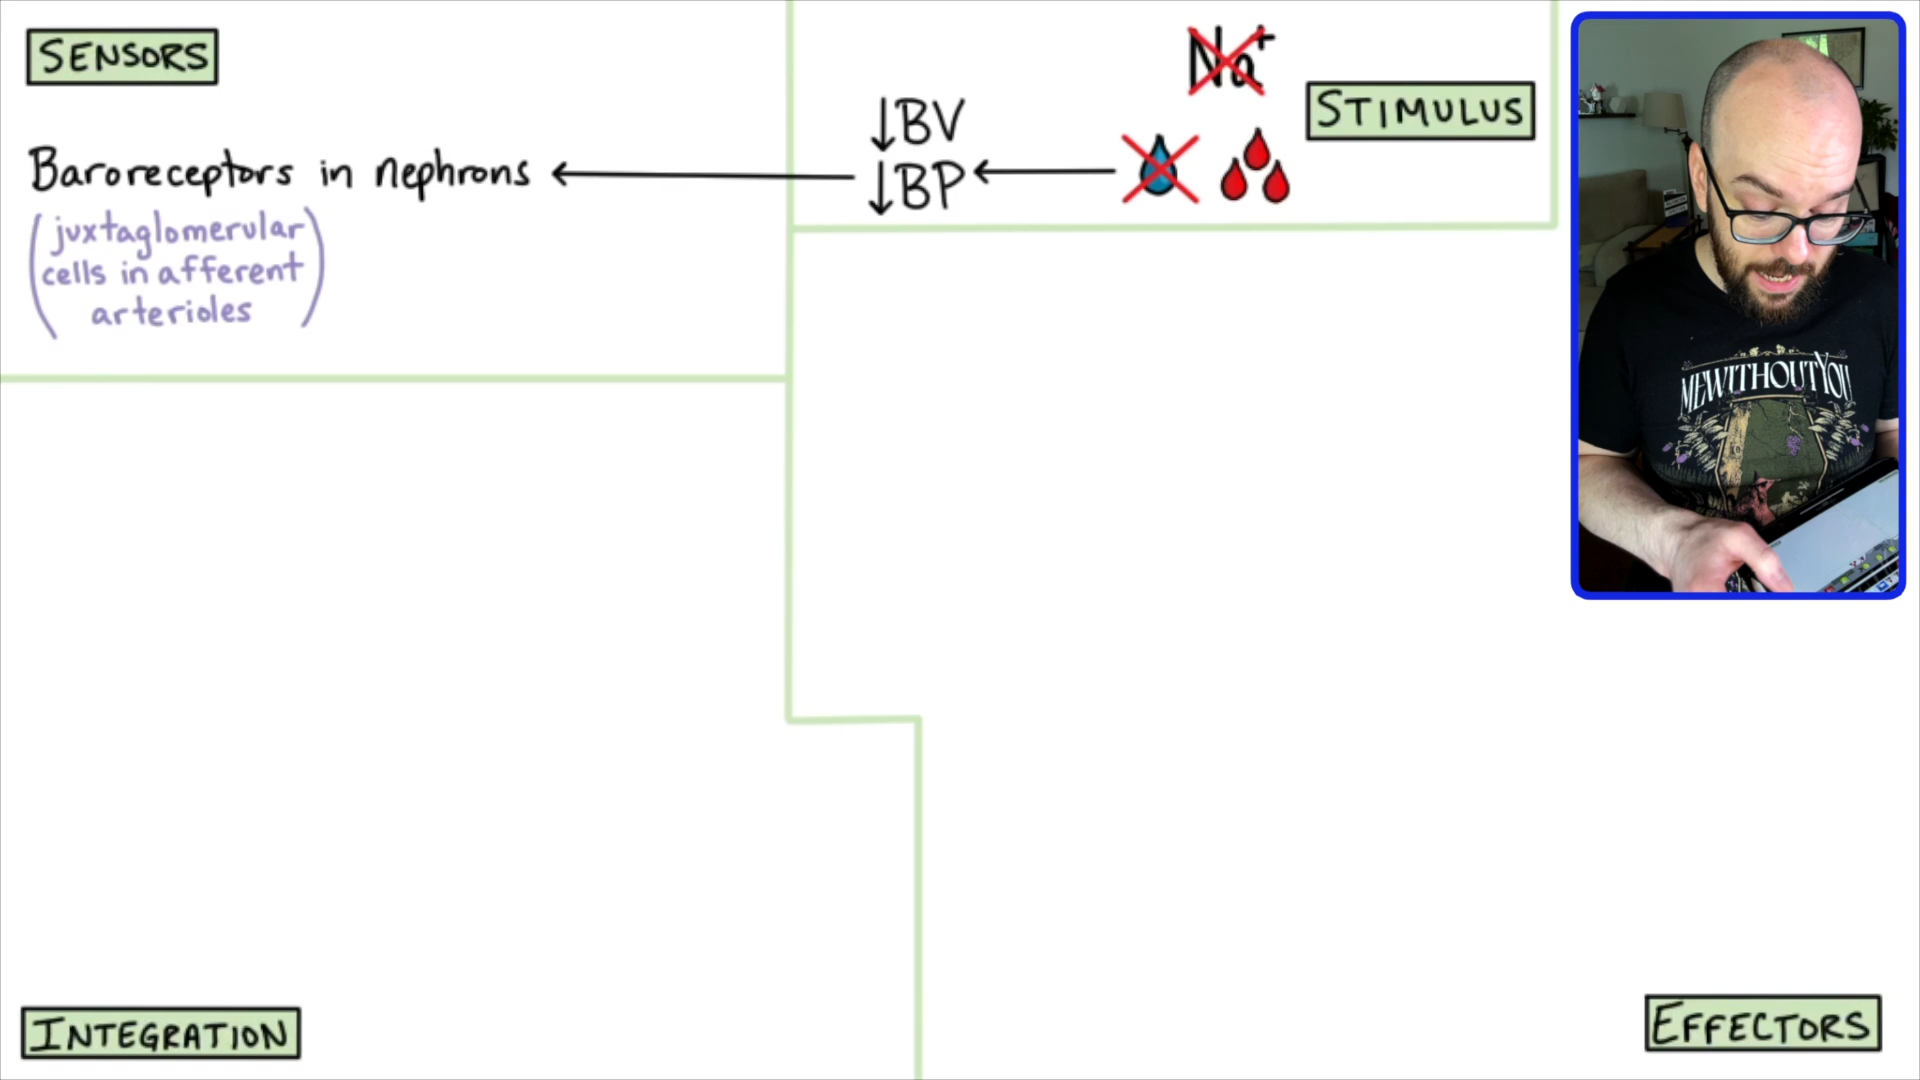 SENSORS
Na+
STIMULUS
↓BV
Baroreceptors in nephrons
↓BP
(juxtaglomerular
cells in afferent
arterioles)
MEWITHOUTYOU
INTEGRATION
EFFECTORS